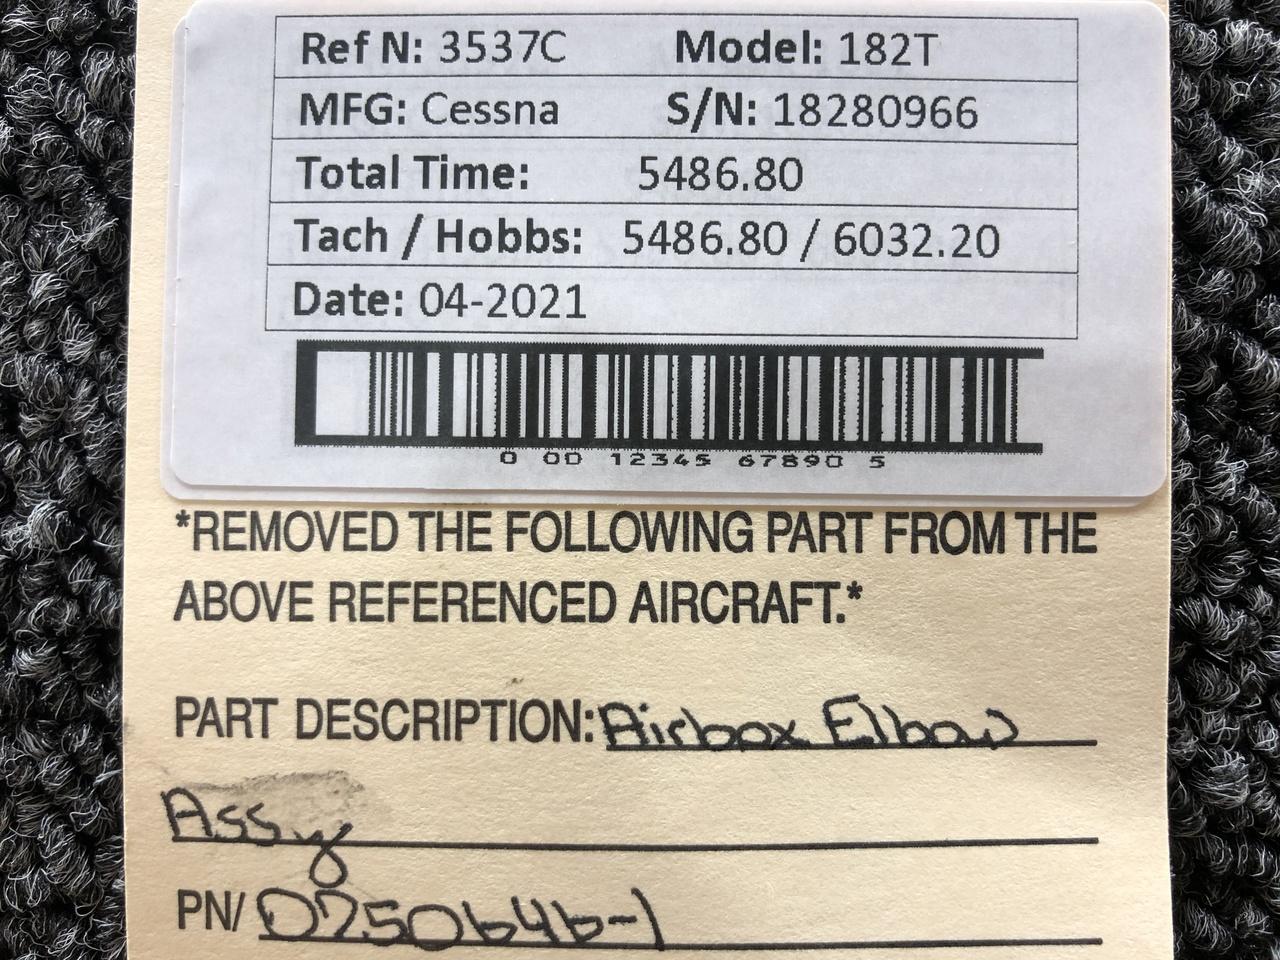 Ref N: 3537C Model: 182T
MFG: Cessna S/N: 18280966
Total Time: 5486.80
Tach / Hobbs: 5486.80 / 6032.20
Date: 04-2021
0 00 12345 67890 5
*REMOVED THE FOLLOWING PART FROM THE
ABOVE REFERENCED AIRCRAFT.*
PART DESCRIPTION: Airbox Elbow
Assy
PN/ 0750646-1